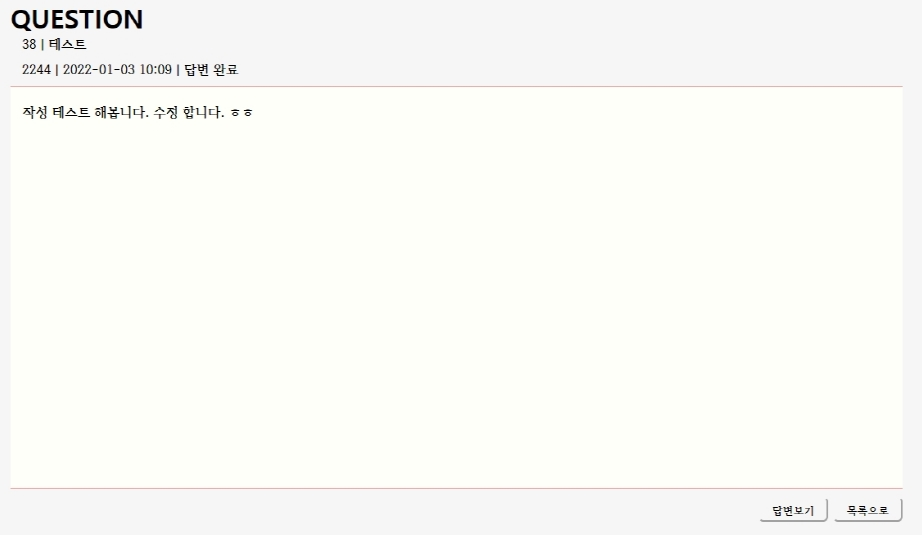 QUESTION
38 | 테스트
2244 | 2022-01-03 10:09 | 답변 완료
작성 테스트 해봅니다. 수정 합니다. ㅎㅎ
답변보기 목록으로